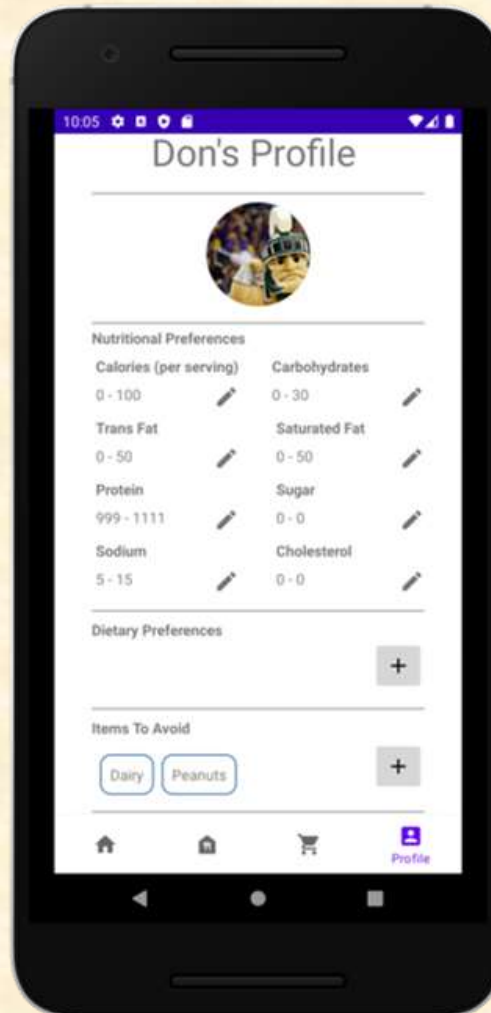 10:05
Don's Profile
Nutritional Preferences
Calories (per serving) Carbohydrates
0 - 100 0 - 30
Trans Fat Saturated Fat
0 - 50 0 - 50
Protein Sugar
999 - 1111 0 - 0
Sodium Cholesterol
5 - 15 0 - 0
Dietary Preferences
+
Items To Avoid
Dairy Peanuts +
Profile